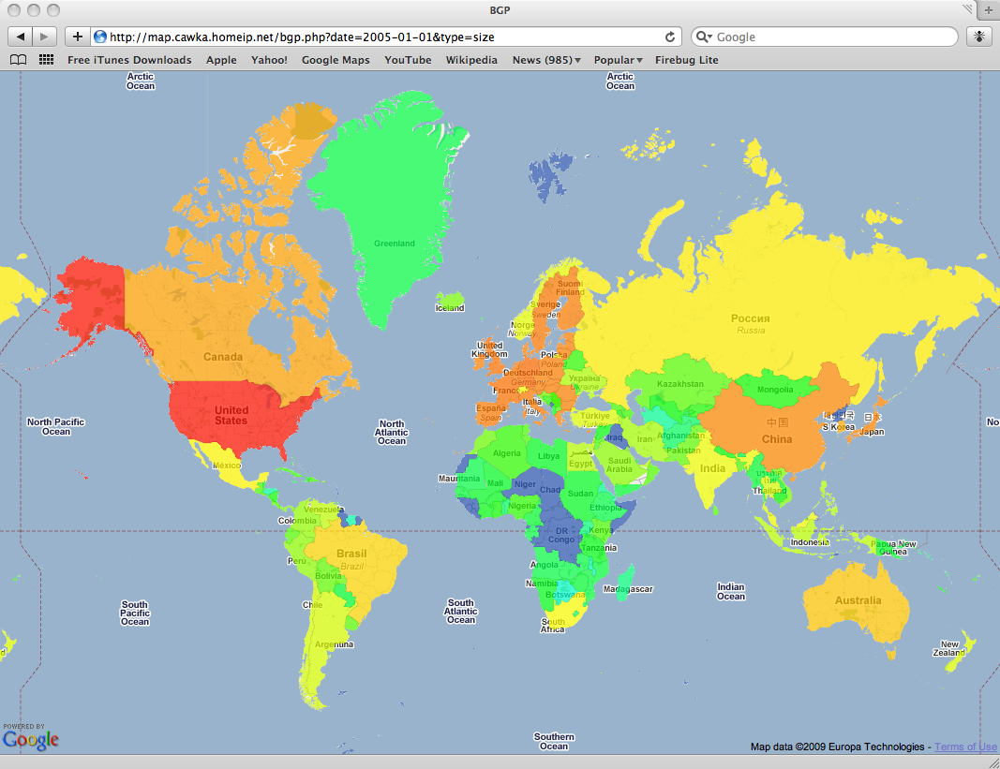 BGP
http://map.cawka.homeip.net/bgp.php?date=2005-01-01&type=size
Google
Free iTunes Downloads
Apple
Yahoo!
Google Maps
YouTube
Wikipedia
News (985)
Popular
Firebug Lite
Arctic
Ocean
Arctic
Ocean
Greenland
Iceland
Suomi
Finland
Sverige
Sweden
Norge
Norway
Россия
Russia
Canada
United
Kingdom
Polska
Poland
Deutschland
Germany
Україна
Ukraine
France
Italia
Italy
España
Spain
Kazakhstan
Mongolia
United
States
North Pacific
Ocean
North
Atlantic
Ocean
No
Türkiye
Turkey
中国
China
S Korea
日本
Japan
Iraq
Iran
Afghanistan
Pakistan
México
Algeria
Libya
Egypt
Saudi
Arabia
India
Mauritania
Mali
Niger
Chad
Sudan
Thailand
Nigeria
Ethiopia
Venezuela
Colombia
DR
Congo
Kenya
Tanzania
Indonesia
Papua New
Guinea
Brasil
Brazil
Perú
Bolivia
Angola
Namibia
Botswana
Madagascar
Indian
Ocean
Australia
South
Pacific
Ocean
Chile
South
Atlantic
Ocean
South
Africa
Argentina
New
Zealand
d
POWERED BY
Google
Southern
Ocean
Map data ©2009 Europa Technologies - Terms of Use